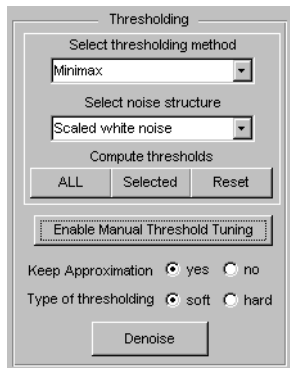 Thresholding
Select thresholding method
Minimax
Select noise structure
Scaled white noise
Compute thresholds
ALL Selected Reset
Enable Manual Threshold Tuning
Keep Approximation yes no
Type of thresholding soft hard
Denoise